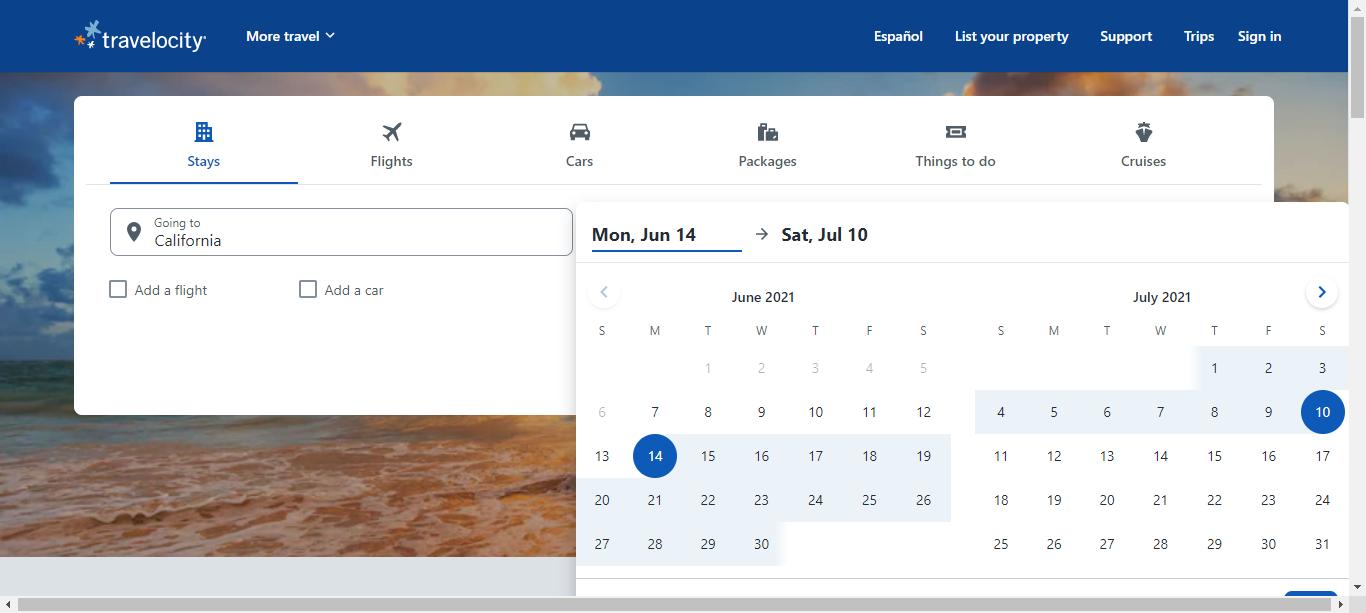 travelocity More travel Español List your property Support Trips Sign in
Stays Flights Cars Packages Things to do Cruises
Going to
California
Add a flight Add a car
Mon, Jun 14 Sat, Jul 10
June 2021
S M T W T F S
1 2 3 4 5
6 7 8 9 10 11 12
13 14 15 16 17 18 19
20 21 22 23 24 25 26
27 28 29 30
July 2021
S M T W T F S
1 2 3
4 5 6 7 8 9 10
11 12 13 14 15 16 17
18 19 20 21 22 23 24
25 26 27 28 29 30 31